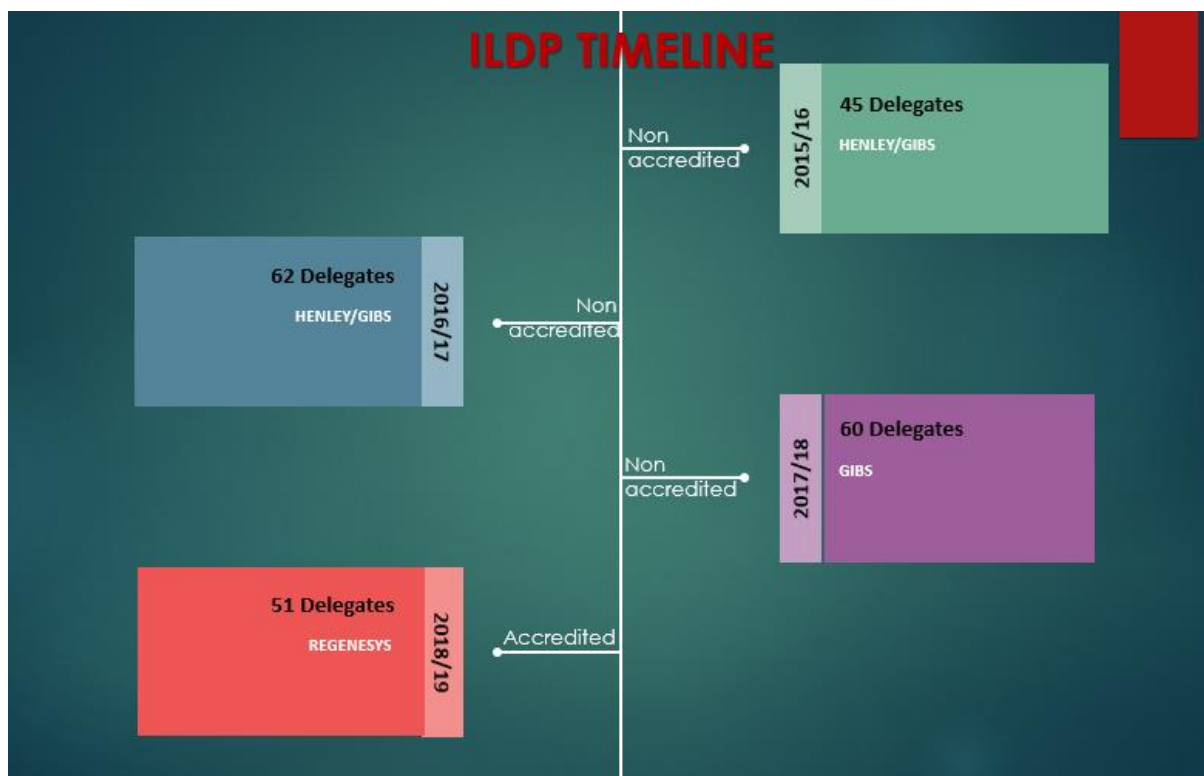 ILDP TIMELINE
Non
accredited
2015/16
45 Delegates
HENLEY/GIBS
62 Delegates
HENLEY/GIBS
2016/17
Non
accredited
Non
accredited
2017/18
60 Delegates
GIBS
51 Delegates
REGENESYS
2018/19
Accredited